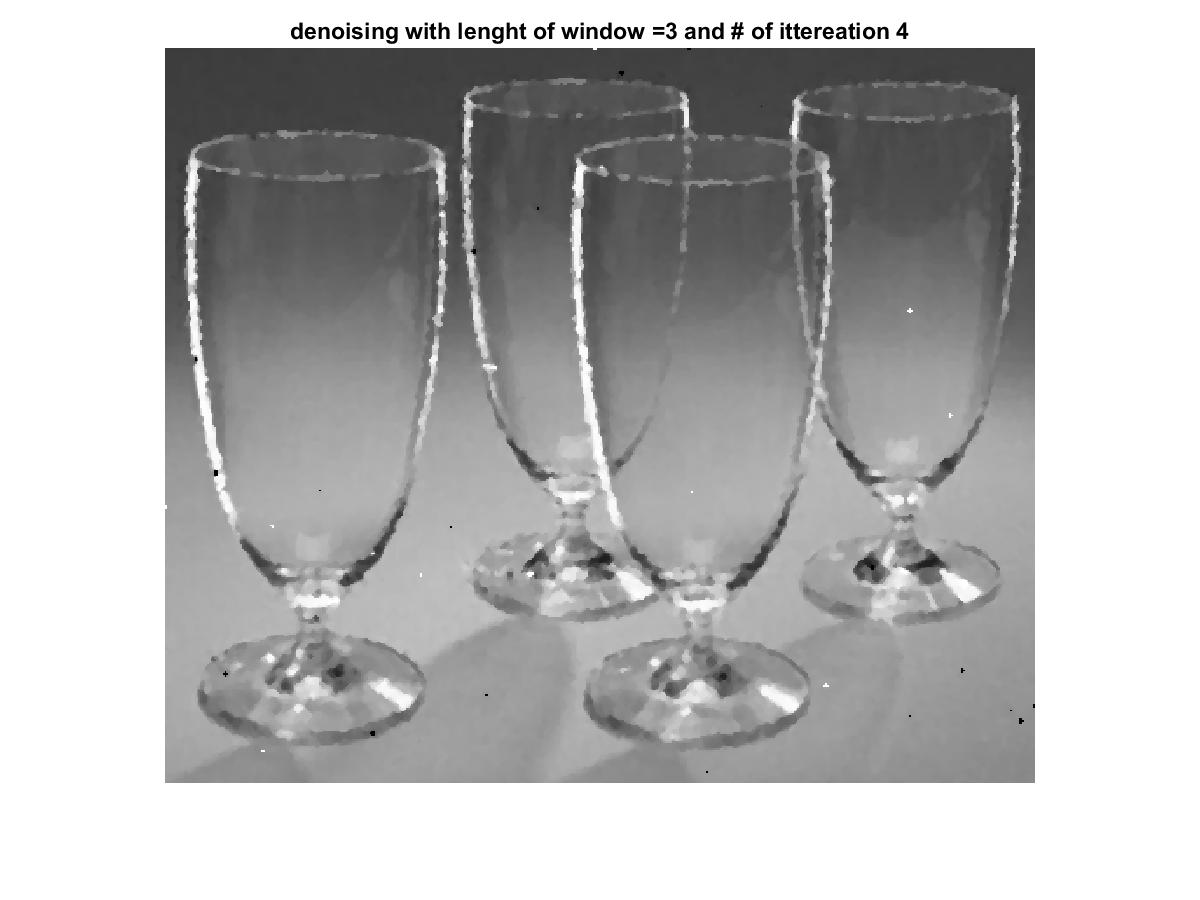 denoising with lenght of window =3 and # of ittereation 4